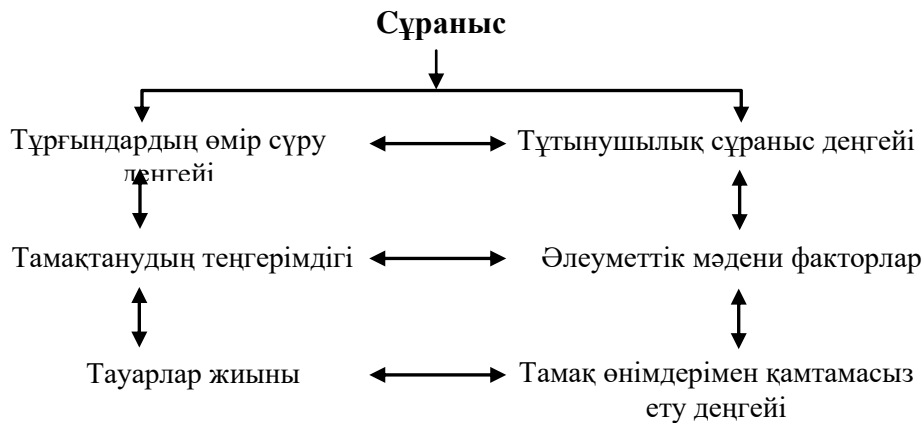 Сұраныс
Тұрғындардың өмір сүру
деңгейі
Тұтынушылық сұраныс деңгейі
Тамақтанудың теңгерімдігі
Әлеуметтік мәдени факторлар
Тауарлар жиыны
Тамақ өнімдерімен қамтамасыз
ету деңгейі